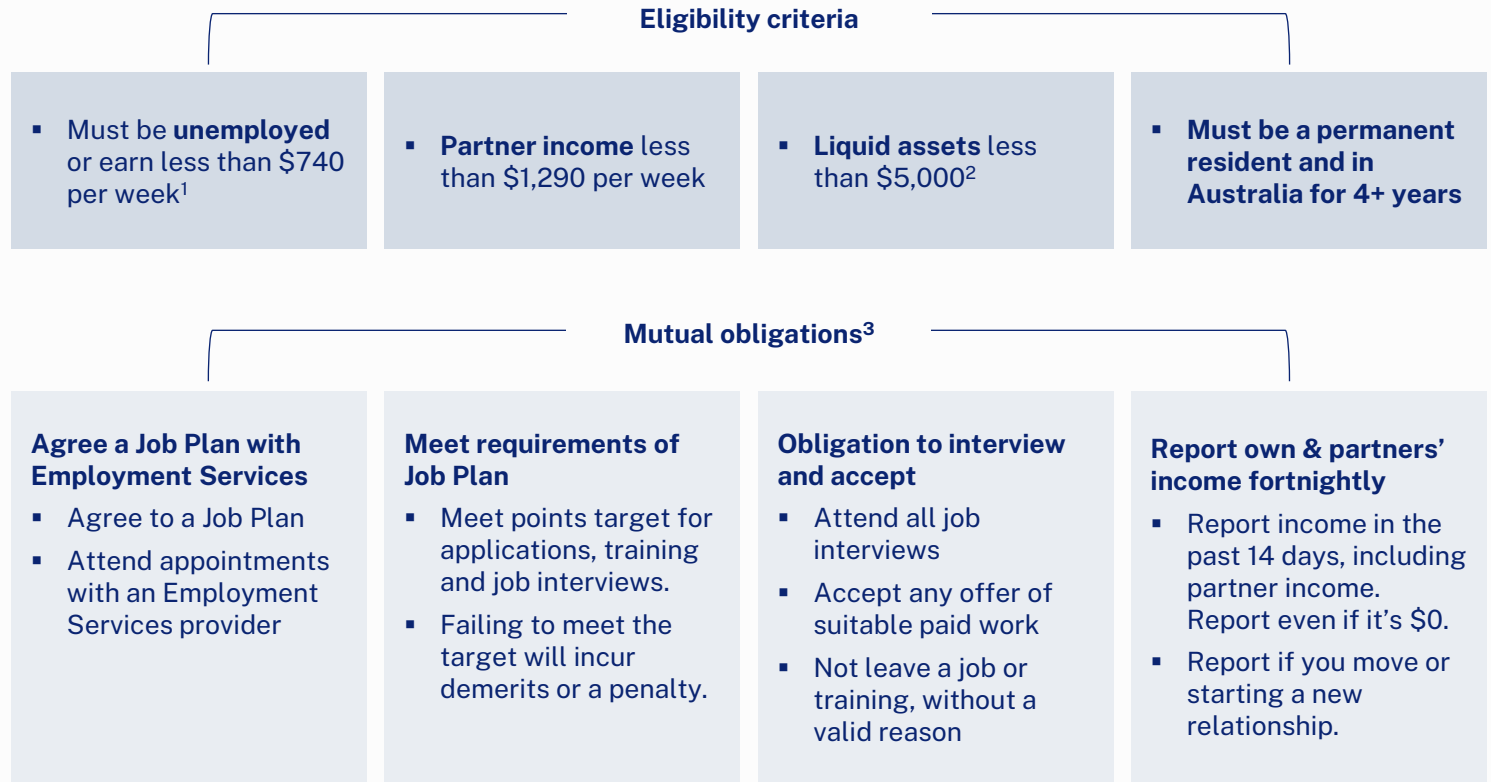 Eligibility criteria
▪ Must be unemployed
or earn less than $740
per week¹
▪ Partner income less
than $1,290 per week
▪ Liquid assets less
than $5,000²
▪ Must be a permanent
resident and in
Australia for 4+ years
Mutual obligations³
Agree a Job Plan with
Employment Services
▪ Agree to a Job Plan
▪ Attend appointments
with an Employment
Services provider
Meet requirements of
Job Plan
▪ Meet points target for
applications, training
and job interviews.
▪ Failing to meet the
target will incur
demerits or a penalty.
Obligation to interview
and accept
▪ Attend all job
interviews
▪ Accept any offer of
suitable paid work
▪ Not leave a job or
training, without a
valid reason
Report own & partners’
income fortnightly
▪ Report income in the
past 14 days, including
partner income.
Report even if it’s $0.
▪ Report if you move or
starting a new
relationship.